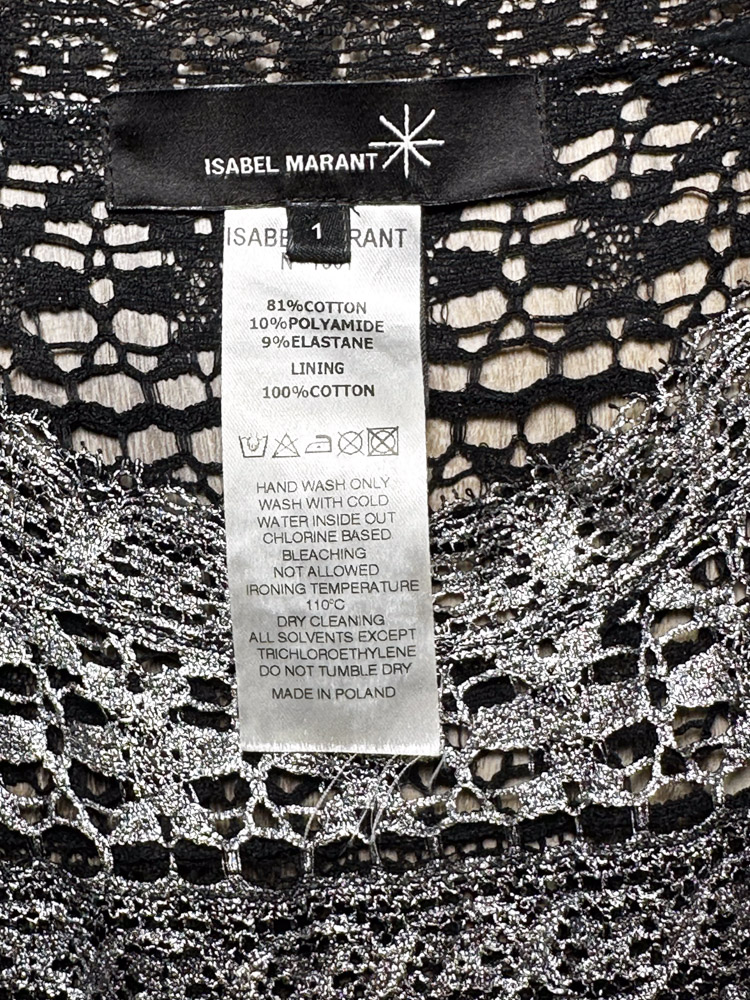 ISABEL MARANT
1
81%COTTON
10%POLYAMIDE
9%ELASTANE
LINING
100%COTTON
HAND WASH ONLY
WASH WITH COLD
WATER INSIDE OUT
CHLORINE BASED
BLEACHING
NOT ALLOWED
IRONING TEMPERATURE
110°C
DRY CLEANING
ALL SOLVENTS EXCEPT
TRICHLOROETHYLENE
DO NOT TUMBLE DRY
MADE IN POLAND